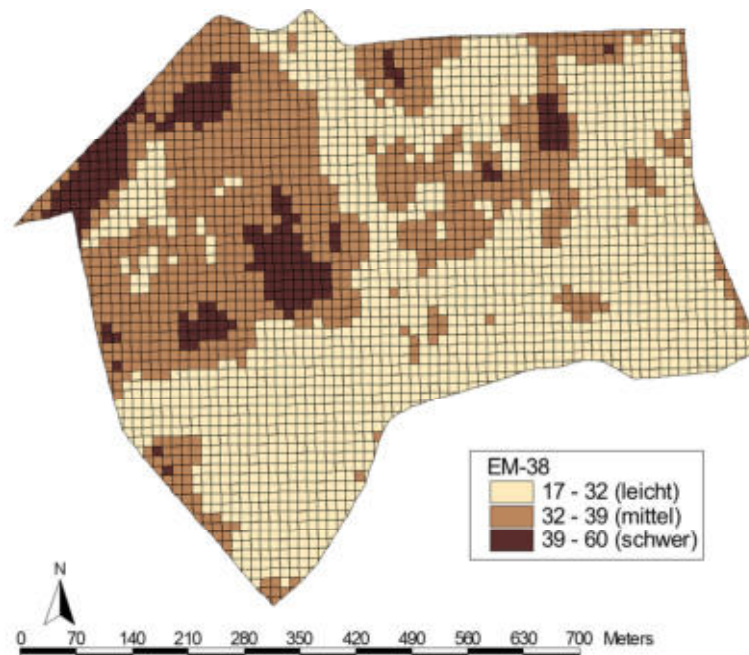 EM-38
17 - 32 (leicht)
32 - 39 (mittel)
39 - 60 (schwer)
N
0 70 140 210 280 350 420 490 560 630 700 Meters